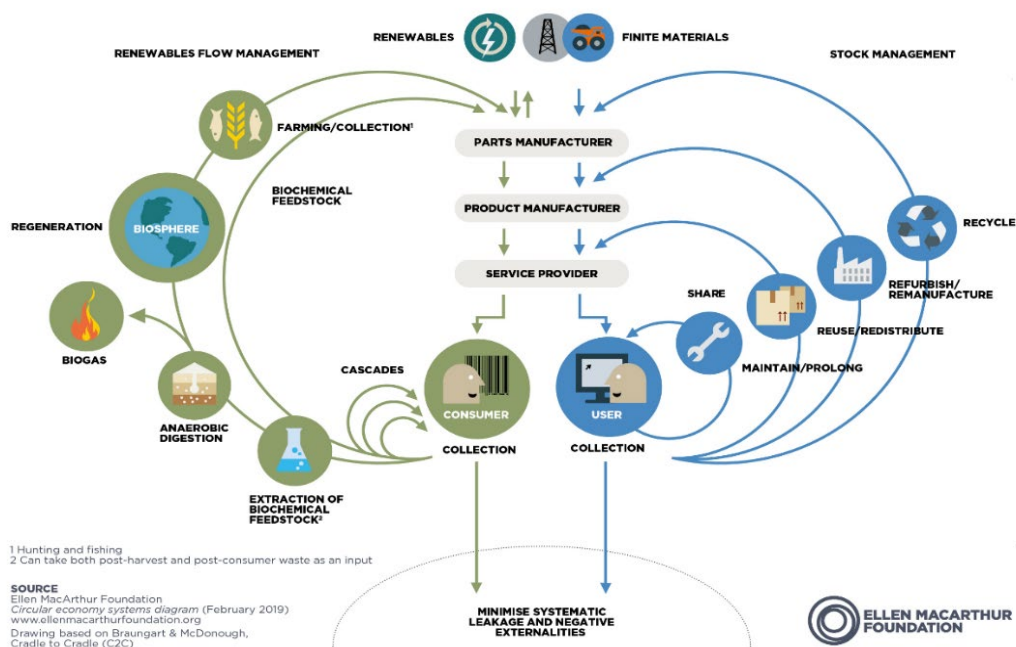 RENEWABLES
FINITE MATERIALS
RENEWABLES FLOW MANAGEMENT
STOCK MANAGEMENT
FARMING/COLLECTION¹
PARTS MANUFACTURER
BIOCHEMICAL
FEEDSTOCK
PRODUCT MANUFACTURER
REGENERATION
BIOSPHERE
RECYCLE
SERVICE PROVIDER
REFURBISH/
REMANUFACTURE
SHARE
REUSE/REDISTRIBUTE
BIOGAS
MAINTAIN/PROLONG
CASCADES
CONSUMER
USER
ANAEROBIC
DIGESTION
COLLECTION
COLLECTION
EXTRACTION OF
BIOCHEMICAL
FEEDSTOCK²
1 Hunting and fishing
2 Can take both post-harvest and post-consumer waste as an input
SOURCE
Ellen MacArthur Foundation
Circular economy systems diagram (February 2019)
www.ellenmacarthurfoundation.org
Drawing based on Braungart & McDonough,
Cradle to Cradle (C2C)
MINIMISE SYSTEMATIC
LEAKAGE AND NEGATIVE
EXTERNALITIES
ELLEN MACARTHUR
FOUNDATION